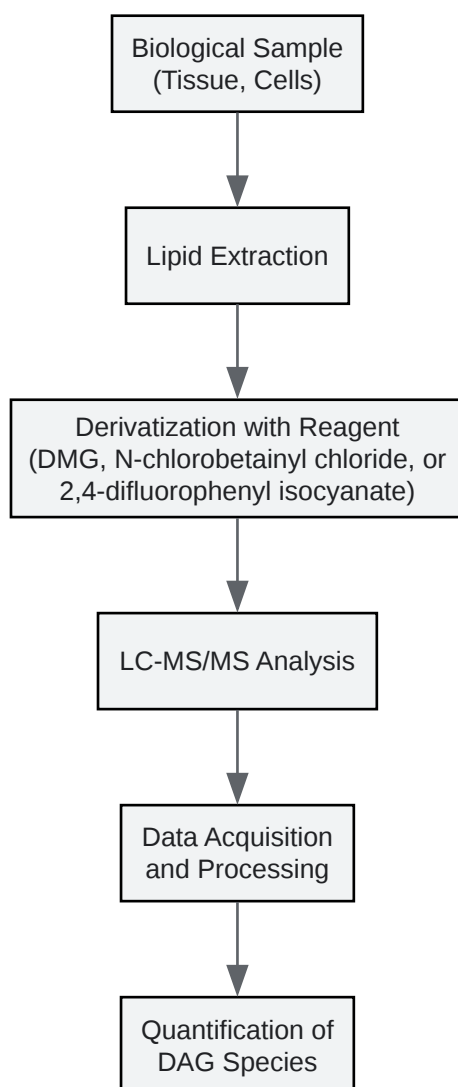 Biological Sample
(Tissue, Cells)
Lipid Extraction
Derivatization with Reagent
(DMG, N-chlorobetainyl chloride, or
2,4-difluorophenyl isocyanate)
LC-MS/MS Analysis
Data Acquisition
and Processing
Quantification of
DAG Species